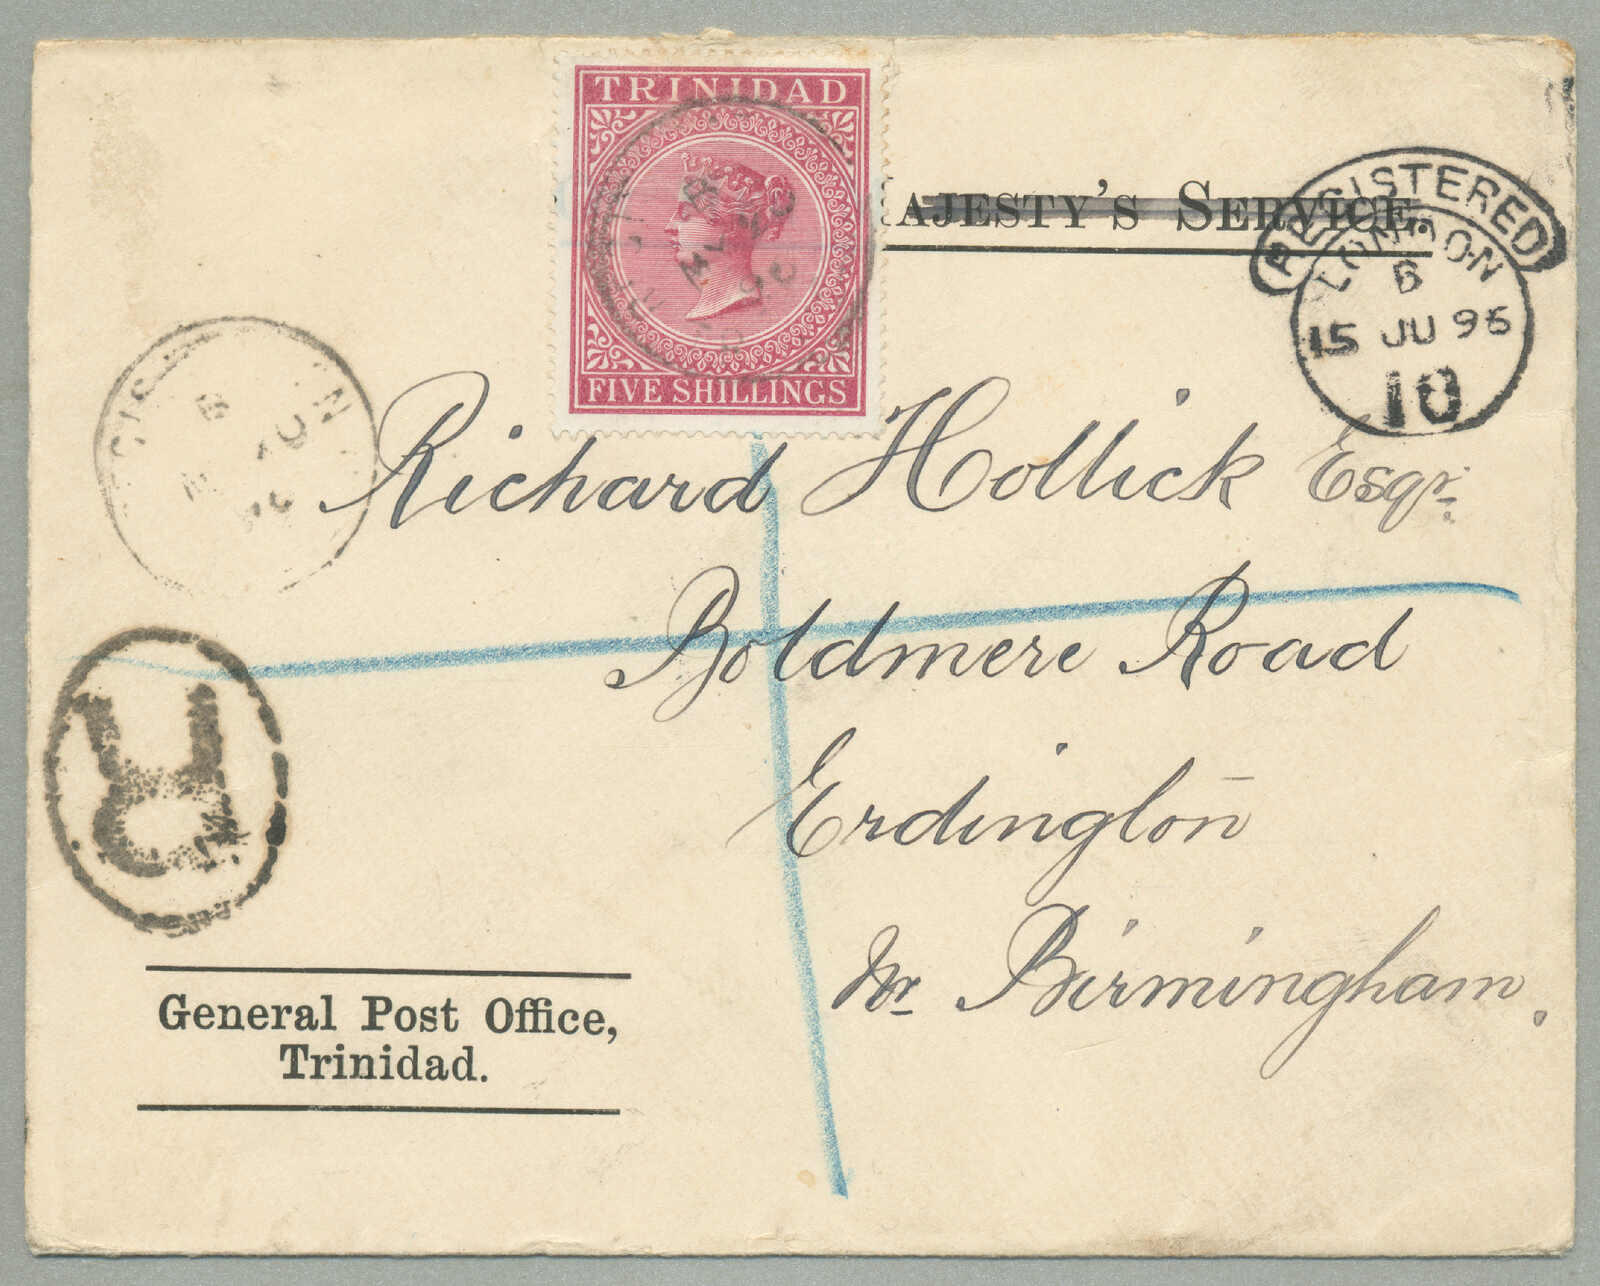 TRINIDAD
FIVE SHILLINGS
AJESTY'S SERVICE.
REGISTERED
LONDON
B
15 JU 96
10
Richard Hollick Esqr.
Boldmere Road
Erdington
Nr Birmingham.
R
General Post Office,
Trinidad.